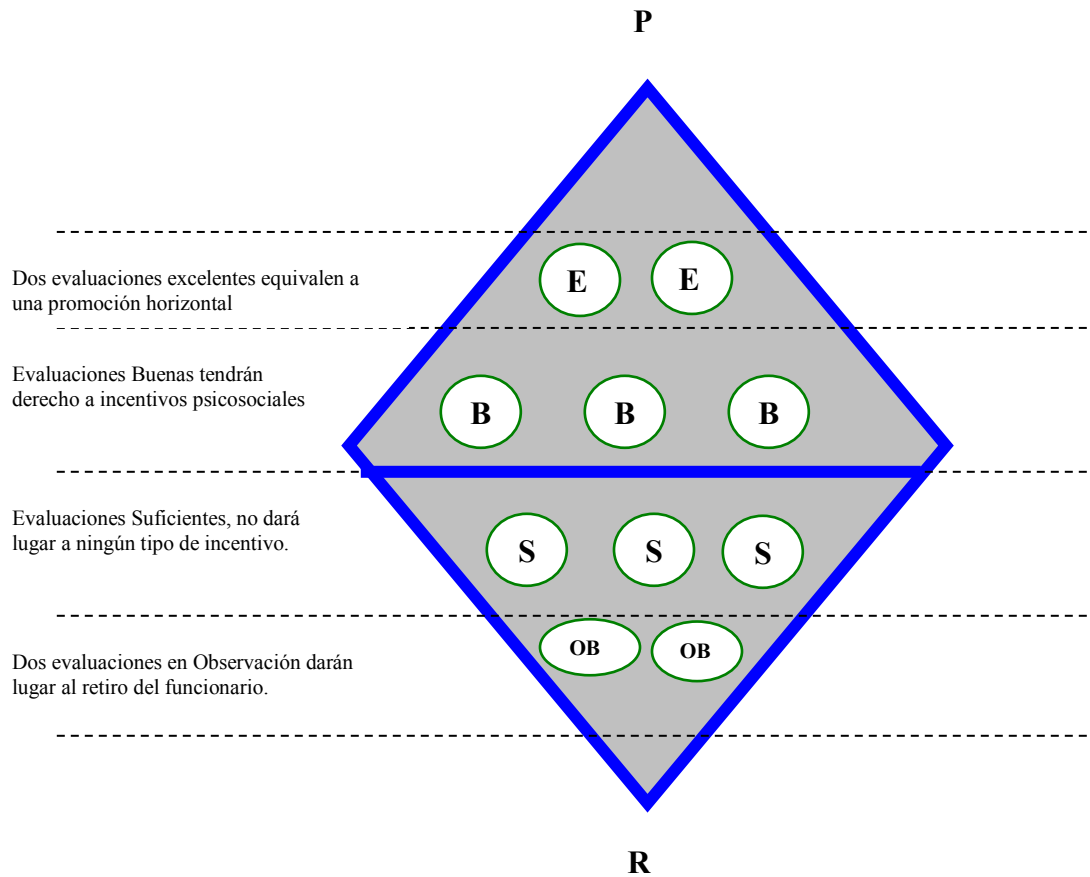 P
Dos evaluaciones excelentes equivalen a
una promoción horizontal
E E
Evaluaciones Buenas tendrán
derecho a incentivos psicosociales
B B B
Evaluaciones Suficientes, no dará
lugar a ningún tipo de incentivo.
S S S
Dos evaluaciones en Observación darán
lugar al retiro del funcionario.
OB OB
R